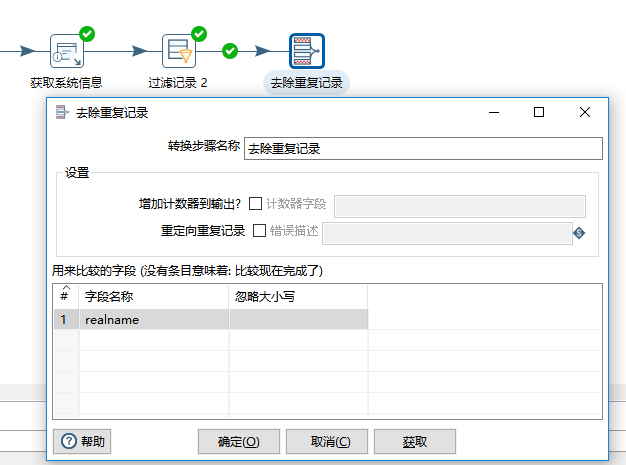 获取系统信息 过滤记录 2 去除重复记录
去除重复记录
转换步骤名称 去除重复记录
设置
增加计数器到输出? 计数器字段
重定向重复记录 错误描述
用来比较的字段 (没有条目意味着: 比较现在完成了)
# 字段名称 忽略大小写
1 realname
帮助 确定(O) 取消(C) 获取